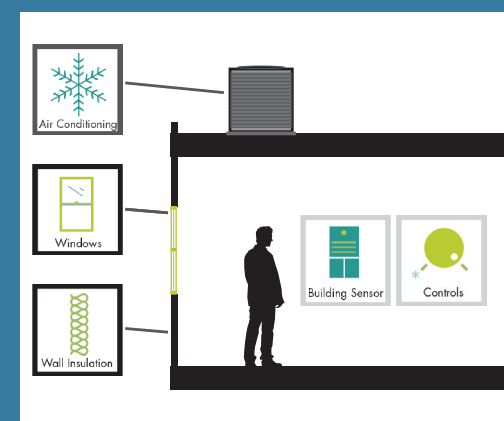 Air Conditioning
Windows
Building Sensor
Controls
Wall Insulation